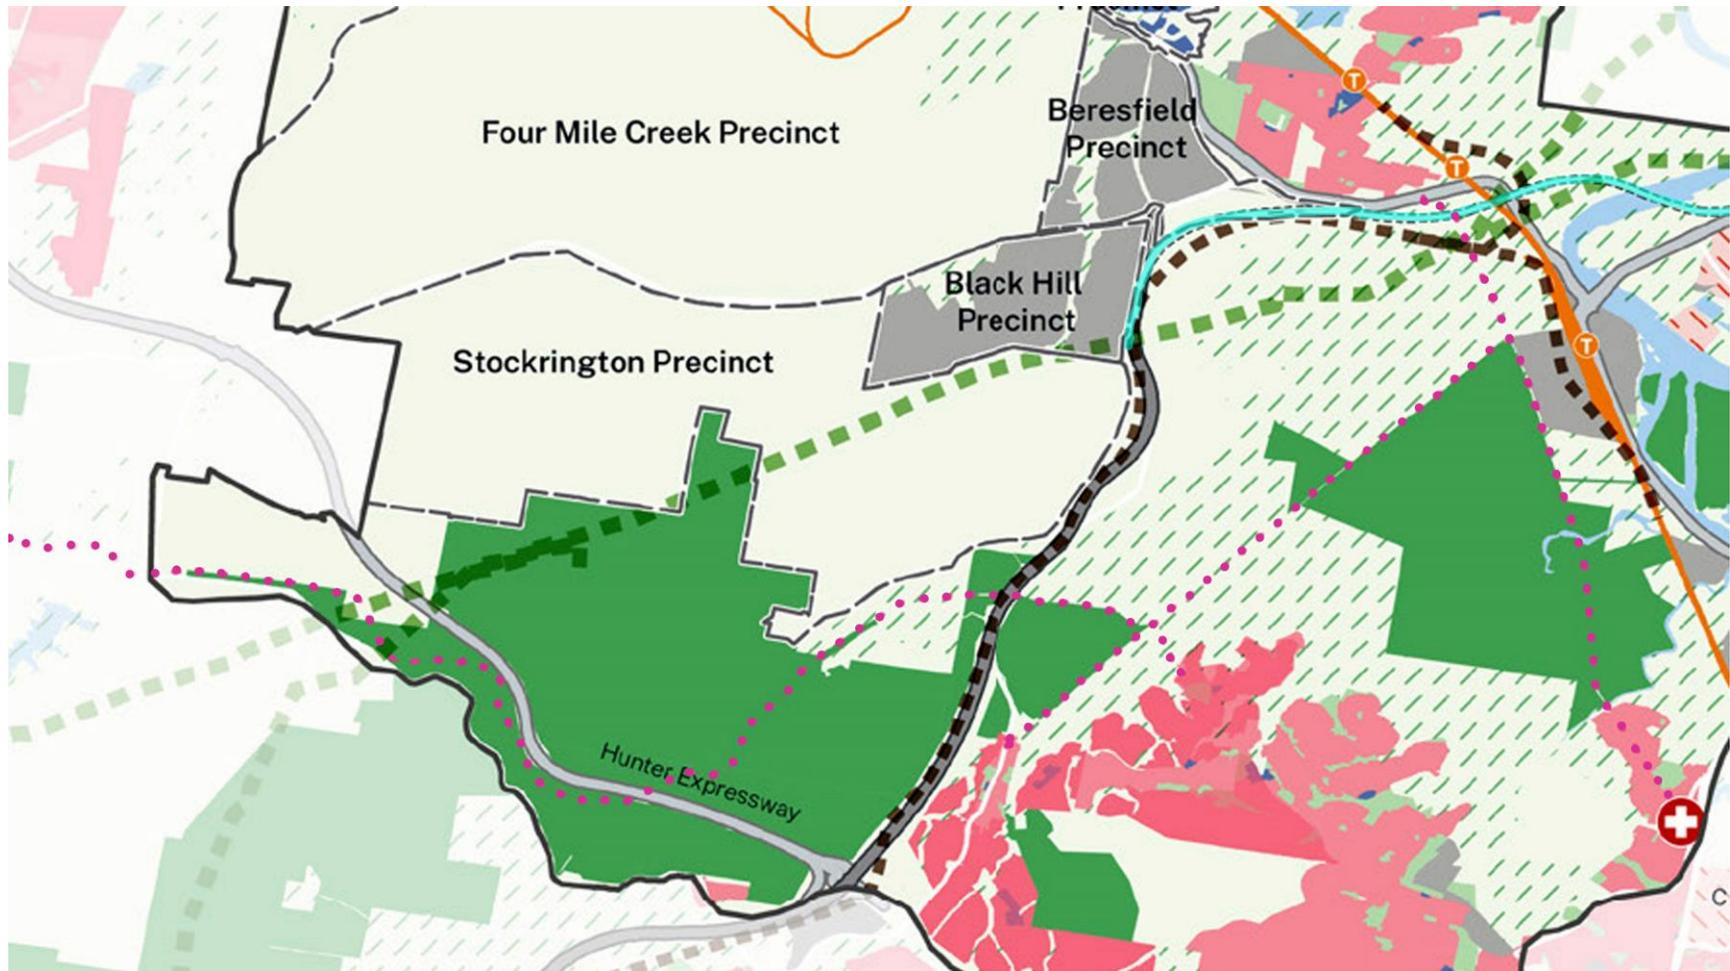 Four Mile Creek Precinct
Beresfield
Precinct
T
T
Black Hill
Precinct
T
Stockrington Precinct
Hunter Expressway
C